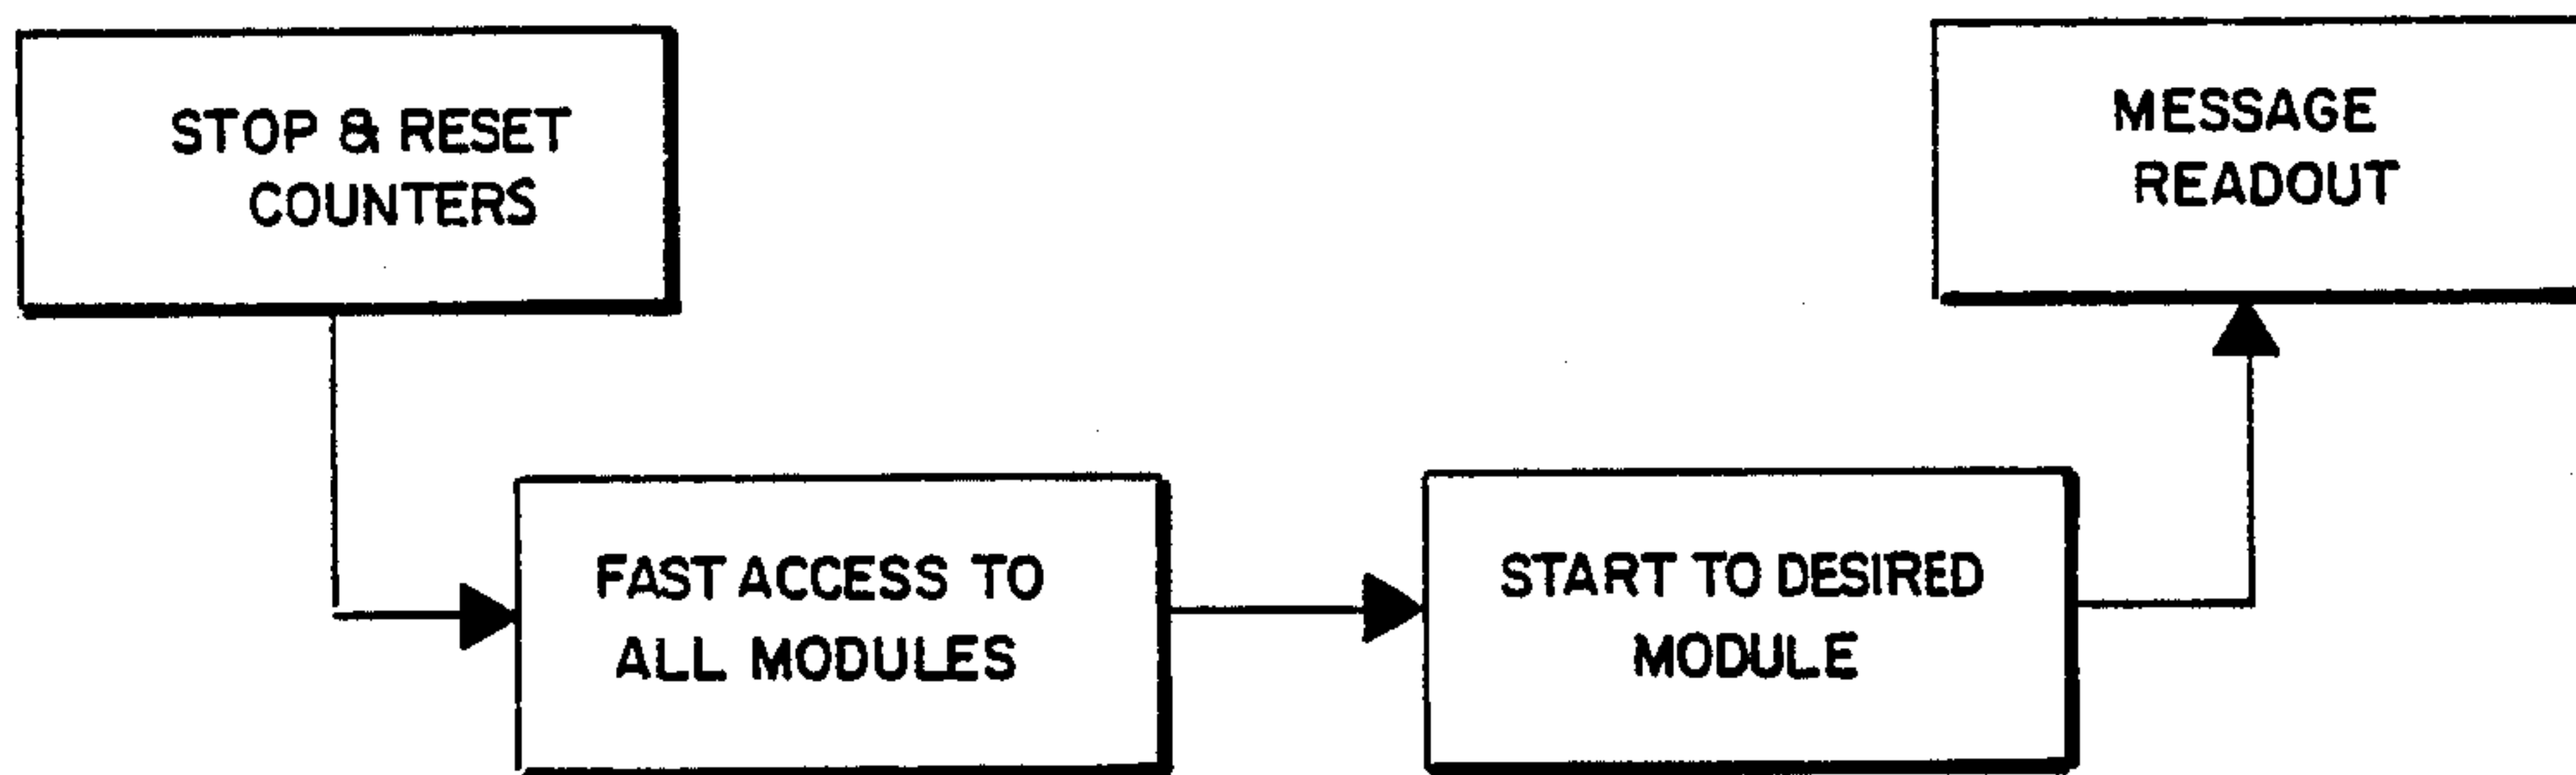 STOP & RESET
COUNTERS
FAST ACCESS TO
ALL MODULES
START TO DESIRED
MODULE
MESSAGE
READOUT